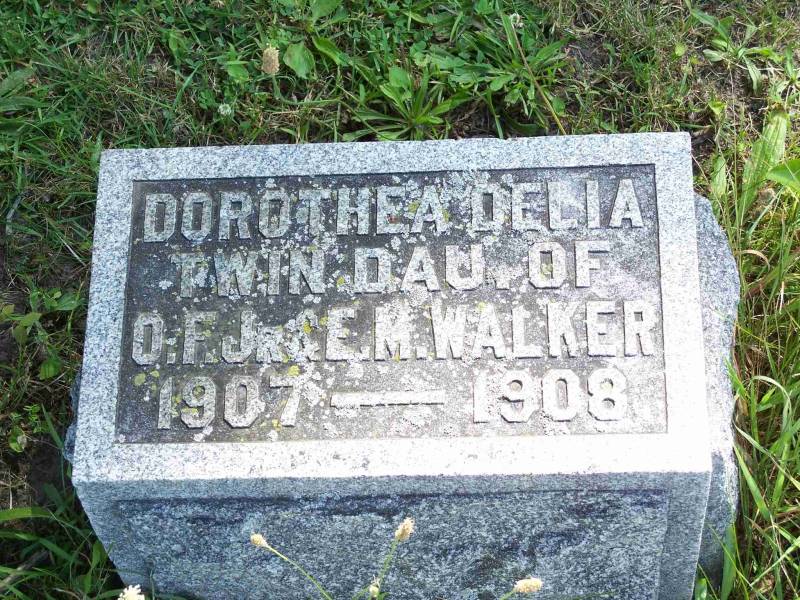 DOROTHEA DELIA
TWIN DAU. OF
O.F. JR & E.M. WALKER
1907 — 1908